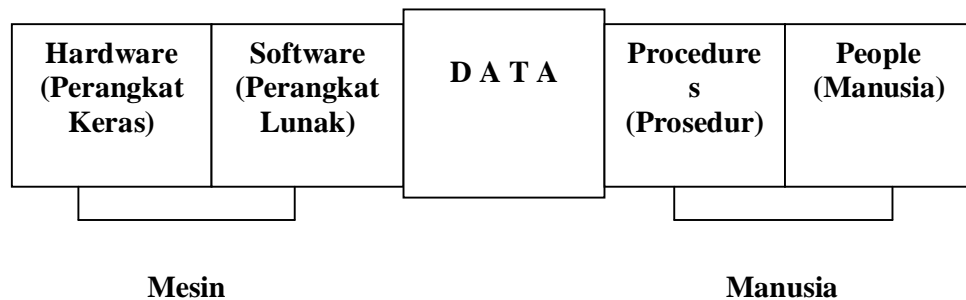 Hardware
(Perangkat
Keras)
Software
(Perangkat
Lunak)
D A T A
Procedure
s
(Prosedur)
People
(Manusia)
Mesin
Manusia